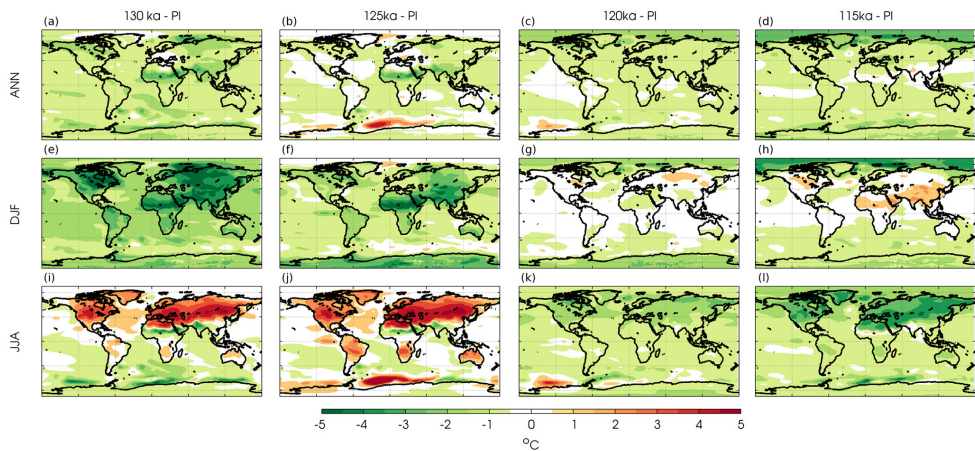 130 ka - PI 125ka - PI 120ka - PI 115ka - PI
(a) (b) (c) (d)
ANN
(e) (f) (g) (h)
DJF
(i) (j) (k) (l)
JJA
-5 -4 -3 -2 -1 0 1 2 3 4 5
°C